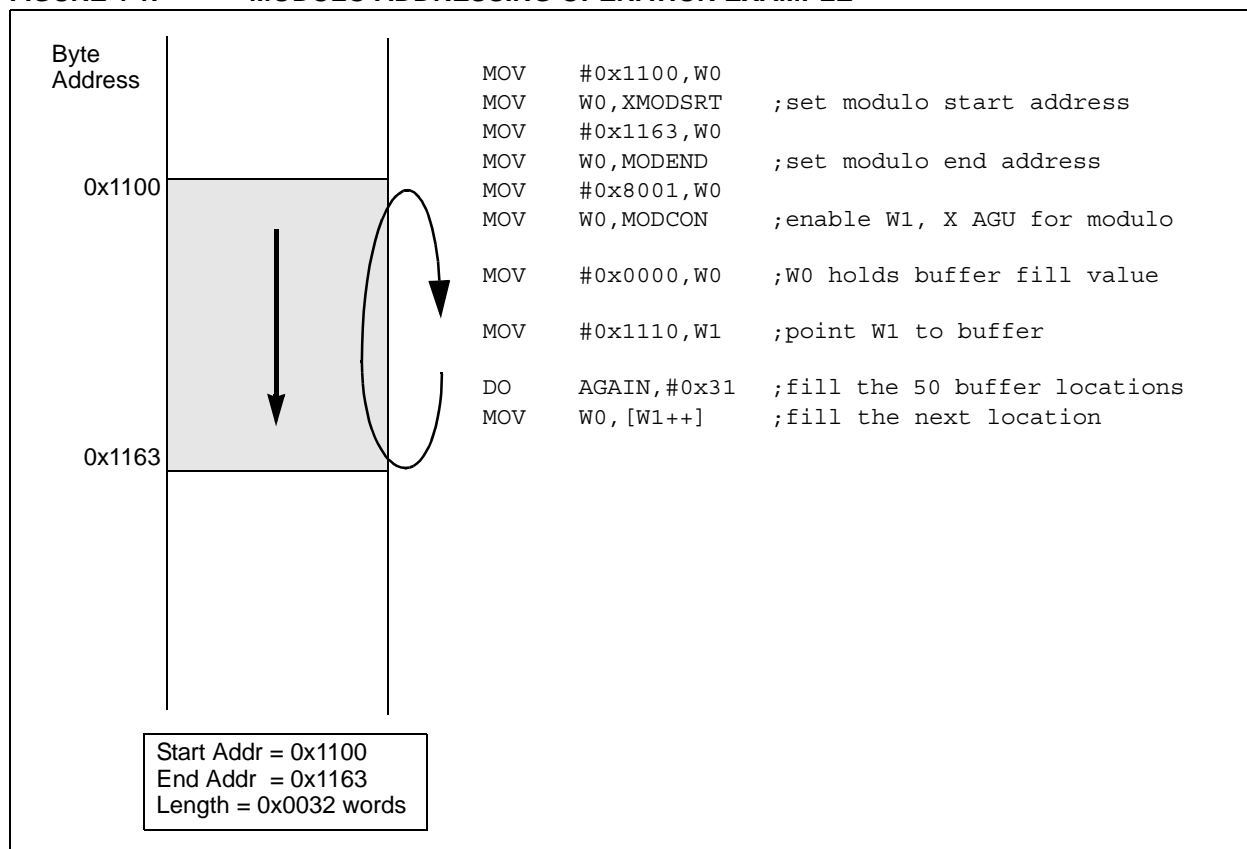 Byte
Address
0x1100
0x1163
MOV #0x1100,W0
MOV W0,XMODSRT ;set modulo start address
MOV #0x1163,W0
MOV W0,MODEND ;set modulo end address
MOV #0x8001,W0
MOV W0,MODCON ;enable W1, X AGU for modulo
MOV #0x0000,W0 ;W0 holds buffer fill value
MOV #0x1110,W1 ;point W1 to buffer
DO AGAIN,#0x31 ;fill the 50 buffer locations
MOV W0,[W1++] ;fill the next location
Start Addr = 0x1100
End Addr = 0x1163
Length = 0x0032 words